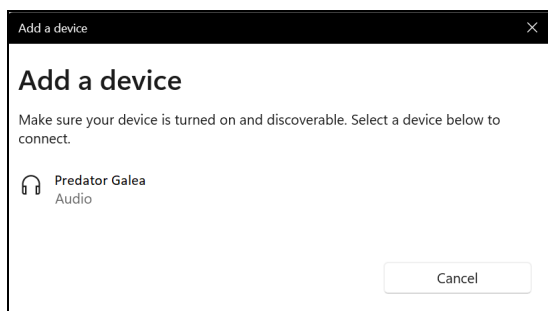 Add a device
Add a device
Make sure your device is turned on and discoverable. Select a device below to
connect.
Predator Galea
Audio
Cancel